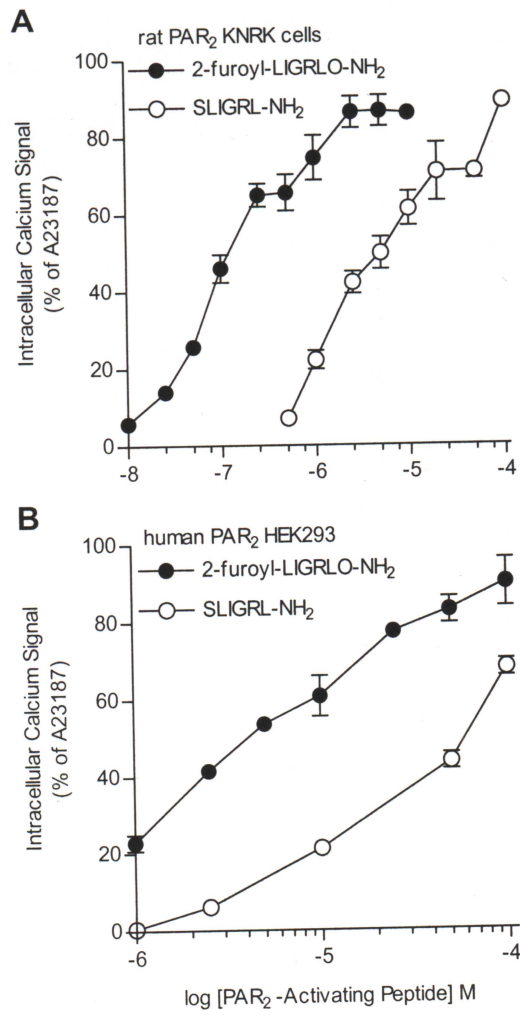 A
rat PAR2 KNRK cells
2-furoyl-LIGRLO-NH2
SLIGRL-NH2
Intracellular Calcium Signal
(% of A23187)
100
80
60
40
20
0
-8 -7 -6 -5 -4
B
human PAR2 HEK293
2-furoyl-LIGRLO-NH2
SLIGRL-NH2
Intracellular Calcium Signal
(% of A23187)
100
80
60
40
20
0
-6 -5 -4
log [PAR2 -Activating Peptide] M